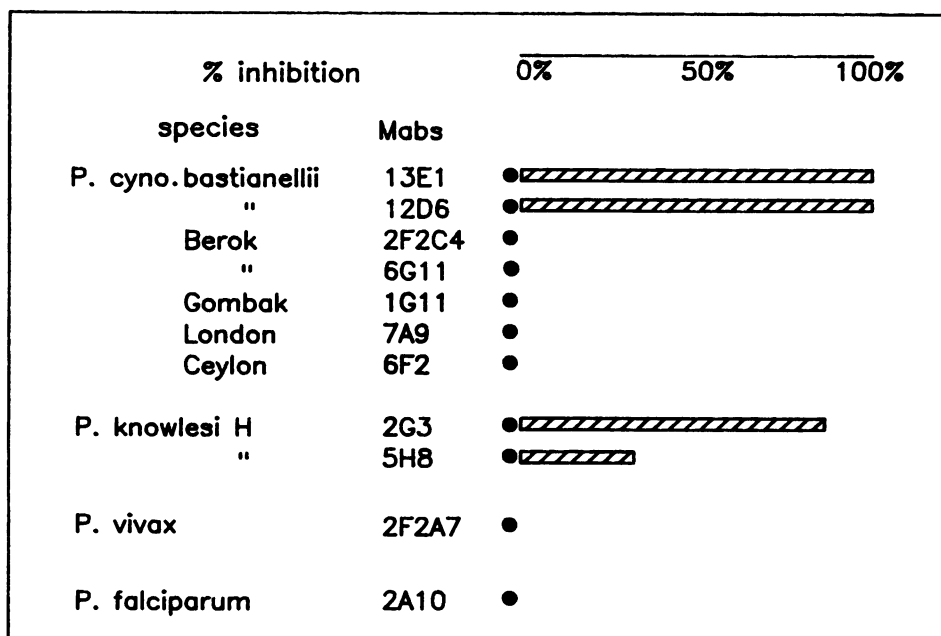 % inhibition 0% 50% 100%
species Mabs
P. cyno.bastianellii 13E1
" 12D6
Berok 2F2C4
" 6G11
Gombak 1G11
London 7A9
Ceylon 6F2
P. knowlesi H 2G3
" 5H8
P. vivax 2F2A7
P. falciparum 2A10